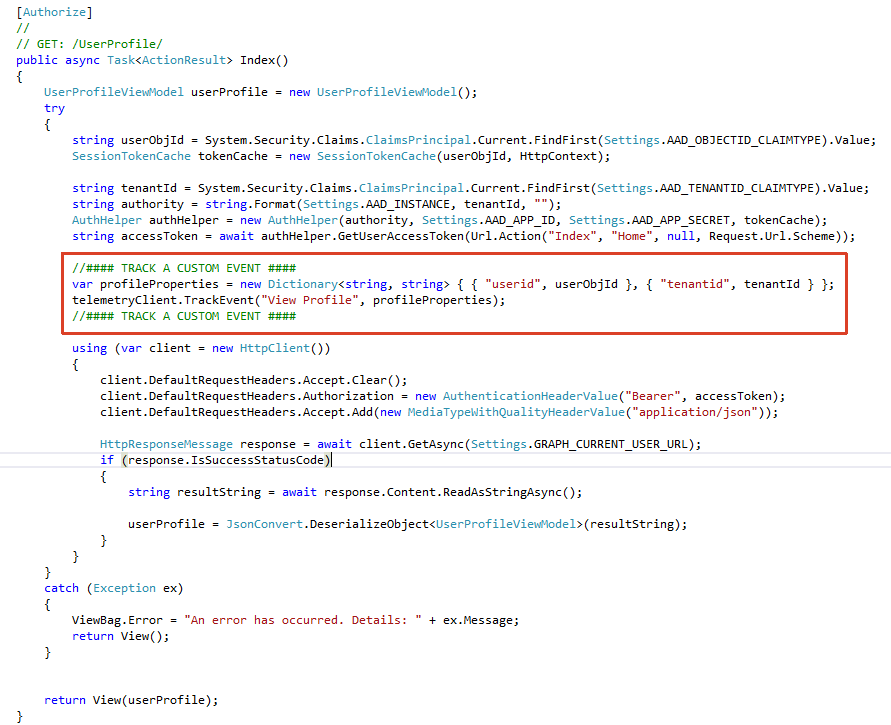 [Authorize]
//
// GET: /UserProfile/
public async Task<ActionResult> Index()
{
UserProfileViewModel userProfile = new UserProfileViewModel();
try
{
string userObjId = System.Security.Claims.ClaimsPrincipal.Current.FindFirst(Settings.AAD_OBJECTID_CLAIMTYPE).Value;
SessionTokenCache tokenCache = new SessionTokenCache(userObjId, HttpContext);
string tenantId = System.Security.Claims.ClaimsPrincipal.Current.FindFirst(Settings.AAD_TENANTID_CLAIMTYPE).Value;
string authority = string.Format(Settings.AAD_INSTANCE, tenantId, "");
AuthHelper authHelper = new AuthHelper(authority, Settings.AAD_APP_ID, Settings.AAD_APP_SECRET, tokenCache);
string accessToken = await authHelper.GetUserAccessToken(Url.Action("Index", "Home", null, Request.Url.Scheme));
//#### TRACK A CUSTOM EVENT ####
var profileProperties = new Dictionary<string, string> { { "userid", userObjId }, { "tenantid", tenantId } };
telemetryClient.TrackEvent("View Profile", profileProperties);
//#### TRACK A CUSTOM EVENT ####
using (var client = new HttpClient())
{
client.DefaultRequestHeaders.Accept.Clear();
client.DefaultRequestHeaders.Authorization = new AuthenticationHeaderValue("Bearer", accessToken);
client.DefaultRequestHeaders.Accept.Add(new MediaTypeWithQualityHeaderValue("application/json"));
HttpResponseMessage response = await client.GetAsync(Settings.GRAPH_CURRENT_USER_URL);
if (response.IsSuccessStatusCode)
{
string resultString = await response.Content.ReadAsStringAsync();
userProfile = JsonConvert.DeserializeObject<UserProfileViewModel>(resultString);
}
}
}
catch (Exception ex)
{
ViewBag.Error = "An error has occurred. Details: " + ex.Message;
return View();
}
return View(userProfile);
}